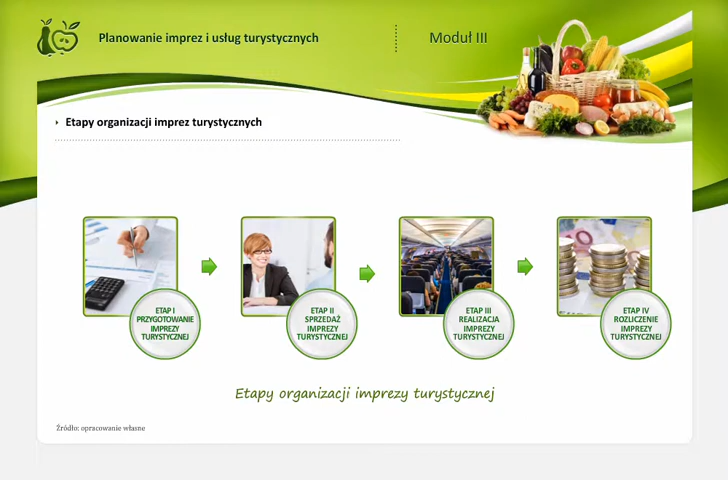 Planowanie imprez i usług turystycznych
Moduł III
Etapy organizacji imprez turystycznych
ETAP I
PRZYGOTOWANIE
IMPREZY
TURYSTYCZNEJ
ETAP II
SPRZEDAŻ
IMPREZY
TURYSTYCZNEJ
ETAP III
REALIZACJA
IMPREZY
TURYSTYCZNEJ
ETAP IV
ROZLICZENIE
IMPREZY
TURYSTYCZNEJ
Etapy organizacji imprezy turystycznej
Źródło: opracowanie własne